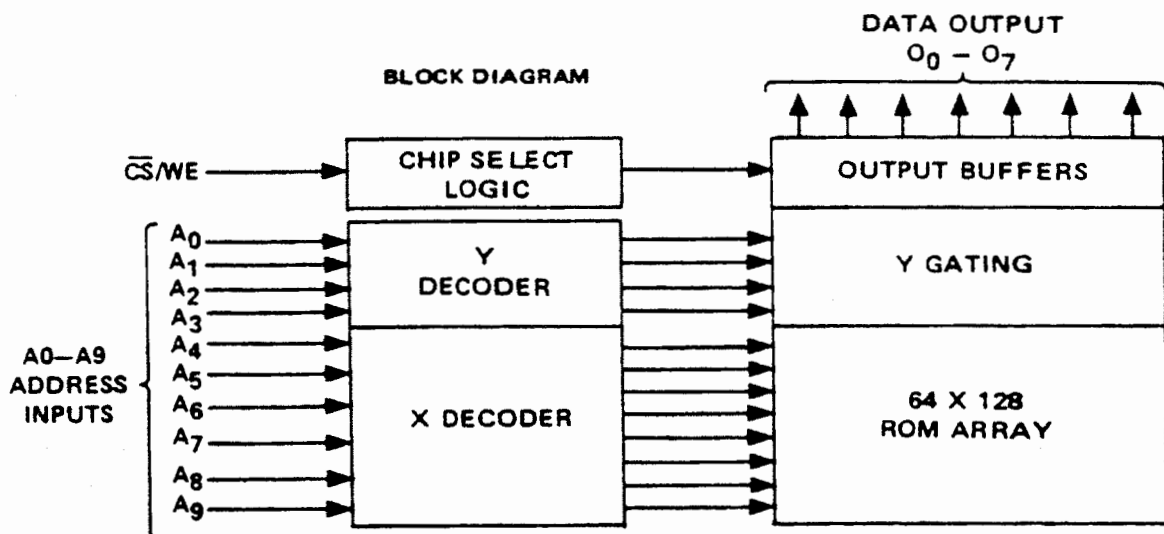 DATA OUTPUT
O0 – O7
BLOCK DIAGRAM
C̅S̅/WE
CHIP SELECT
LOGIC
OUTPUT BUFFERS
A0
A1
A2
A3
Y
DECODER
Y GATING
A0–A9
ADDRESS
INPUTS
A4
A5
A6
A7
A8
A9
X DECODER
64 X 128
ROM ARRAY